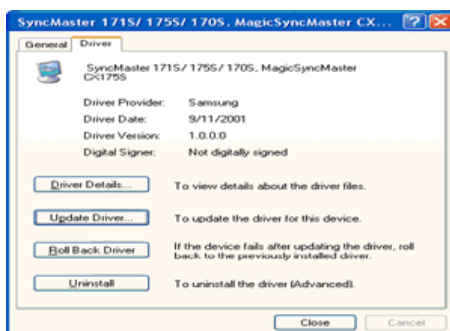 SyncMaster 171S/ 175S/ 170S, MagicSyncMaster CX... ? X
General Driver
SyncMaster 171S/ 175S/ 170S, MagicSyncMaster
CX175S
Driver Provider: Samsung
Driver Date: 9/11/2001
Driver Version: 1.0.0.0
Digital Signer: Not digitally signed
Driver Details... To view details about the driver files.
Update Driver... To update the driver for this device.
Roll Back Driver If the device fails after updating the driver, roll
back to the previously installed driver.
Uninstall To uninstall the driver (Advanced).
Close Cancel